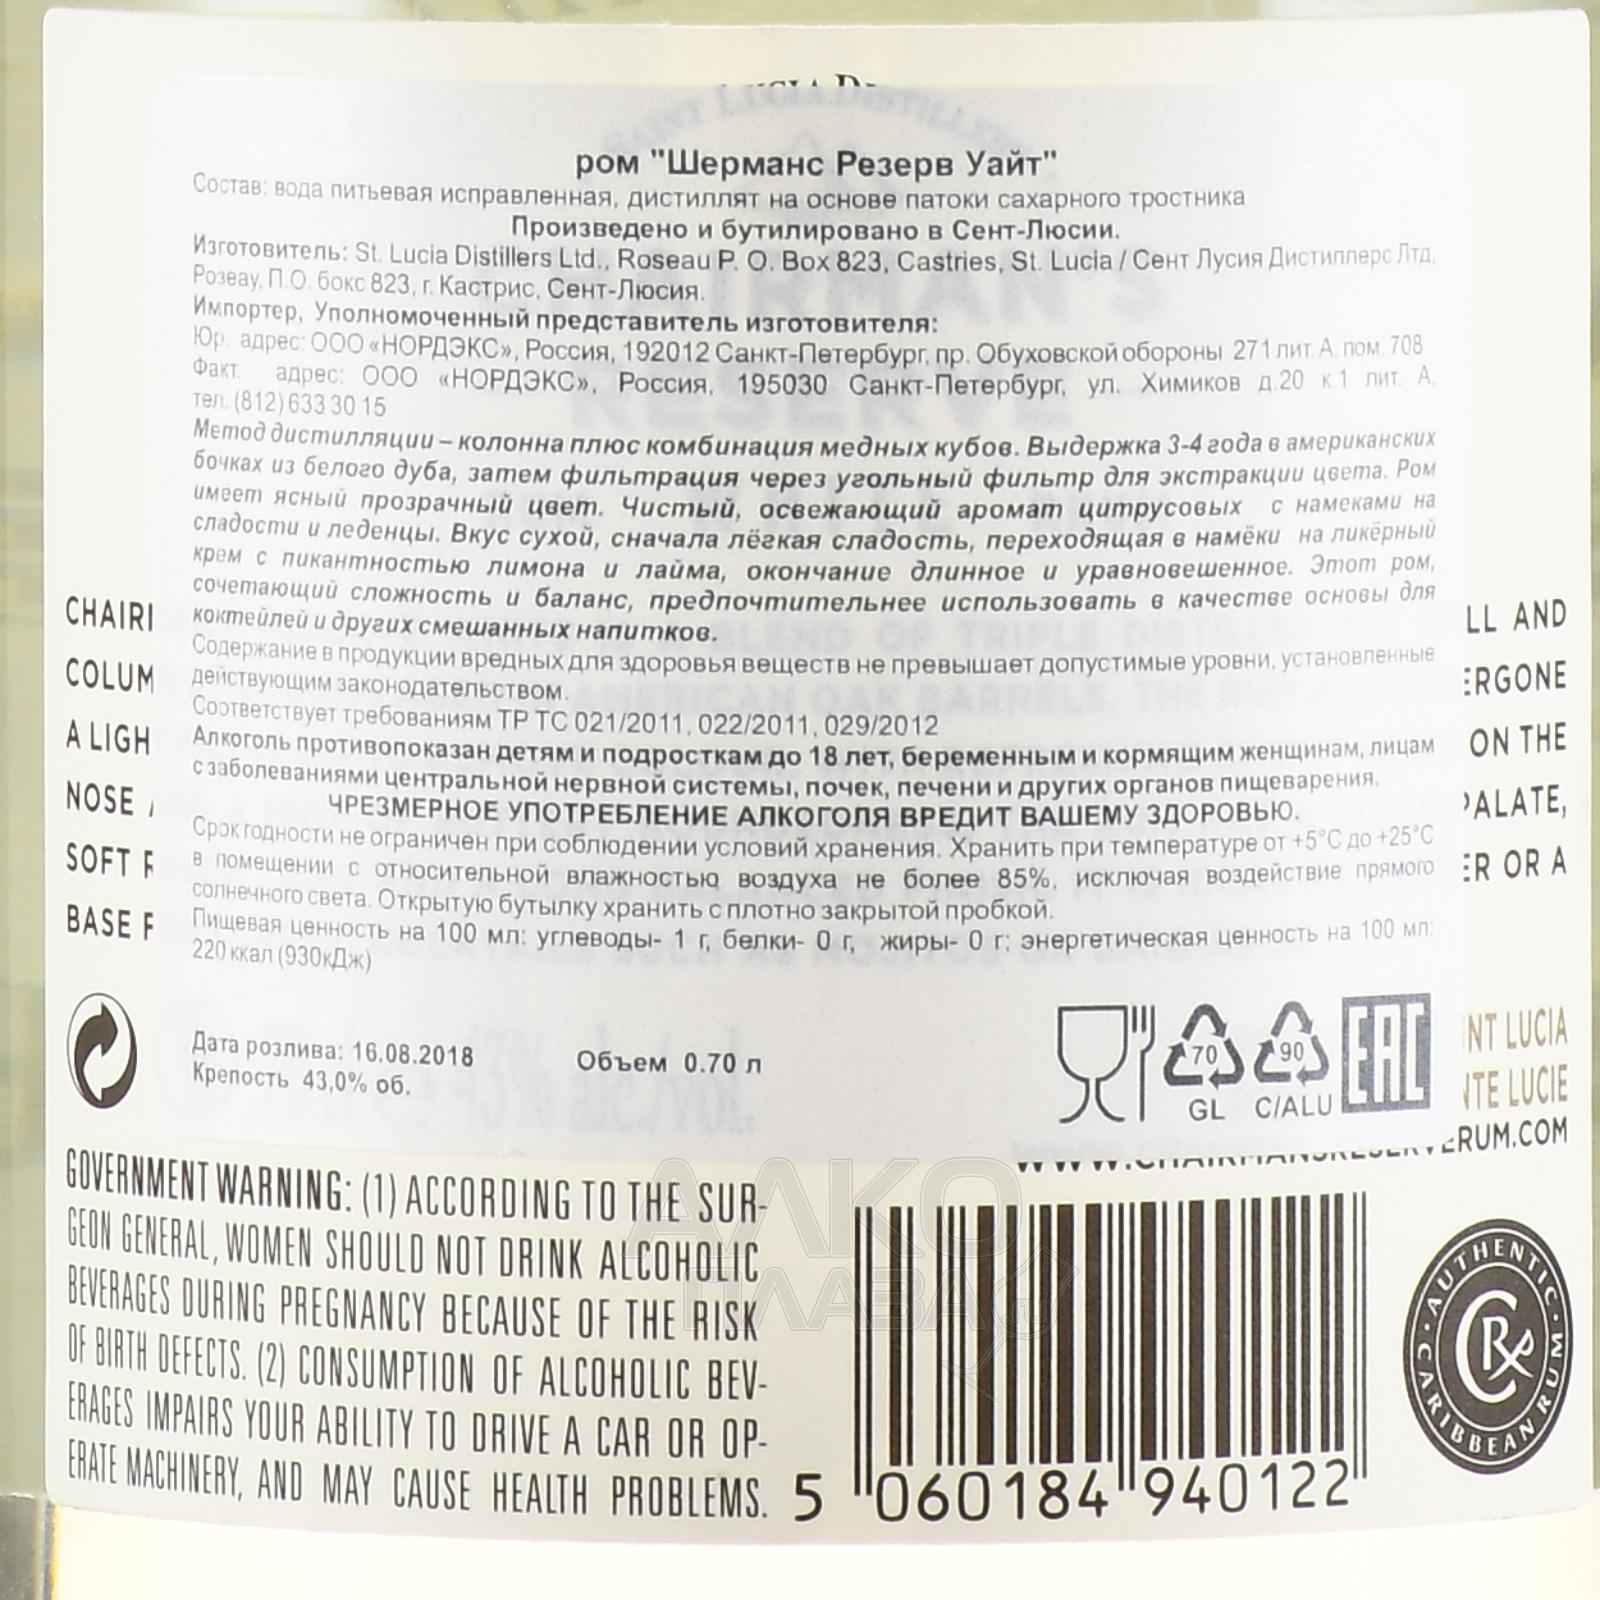 ром "Шерманс Резерв Уайт"
Состав: вода питьевая исправленная, дистиллят на основе патоки сахарного тростника
Произведено и бутилировано в Сент-Люсии.
Изготовитель: St. Lucia Distillers Ltd., Roseau P. O. Box 823, Castries, St. Lucia / Сент Лусия Дистиллерс Лтд,
Розеау, П.О. бокс 823, г. Кастрис, Сент-Люсия.
Импортер, Уполномоченный представитель изготовителя:
Юр. адрес: ООО «НОРДЭКС», Россия, 192012 Санкт-Петербург, пр. Обуховской обороны 271 лит. А, пом. 708
Факт. адрес: ООО «НОРДЭКС», Россия, 195030 Санкт-Петербург, ул. Химиков д.20 к.1 лит. А,
тел. (812) 633 30 15
Метод дистилляции – колонна плюс комбинация медных кубов. Выдержка 3-4 года в американских
бочках из белого дуба, затем фильтрация через угольный фильтр для экстракции цвета. Ром
имеет ясный прозрачный цвет. Чистый, освежающий аромат цитрусовых с намеками на
сладости и леденцы. Вкус сухой, сначала лёгкая сладость, переходящая в намёки на ликёрный
крем с пикантностью лимона и лайма, окончание длинное и уравновешенное. Этот ром,
сочетающий сложность и баланс, предпочтительнее использовать в качестве основы для
коктейлей и других смешанных напитков.
Содержание в продукции вредных для здоровья веществ не превышает допустимые уровни, установленные
действующим законодательством.
Соответствует требованиям ТР ТС 021/2011, 022/2011, 029/2012
Алкоголь противопоказан детям и подросткам до 18 лет, беременным и кормящим женщинам, лицам
с заболеваниями центральной нервной системы, почек, печени и других органов пищеварения.
ЧРЕЗМЕРНОЕ УПОТРЕБЛЕНИЕ АЛКОГОЛЯ ВРЕДИТ ВАШЕМУ ЗДОРОВЬЮ.
Срок годности не ограничен при соблюдении условий хранения. Хранить при температуре от +5°С до +25°С
в помещении с относительной влажностью воздуха не более 85%, исключая воздействие прямого
солнечного света. Открытую бутылку хранить с плотно закрытой пробкой.
Пищевая ценность на 100 мл: углеводы- 1 г, белки- 0 г, жиры- 0 г; энергетическая ценность на 100 мл:
220 ккал (930кДж)
Дата розлива: 16.08.2018 Объем 0.70 л
Крепость 43,0% об.
70 90 EAC
GL C/ALU
LL AND
ERGONE
A LIGH ON THE
NOSE PALATE,
SOFT ER OR A
BASE
INT LUCIA
NTE LUCIE
WWW.CHAIRMANSRESERVERUM.COM
GOVERNMENT WARNING: (1) ACCORDING TO THE SUR-
GEON GENERAL, WOMEN SHOULD NOT DRINK ALCOHOLIC
BEVERAGES DURING PREGNANCY BECAUSE OF THE RISK
OF BIRTH DEFECTS. (2) CONSUMPTION OF ALCOHOLIC BEV-
ERAGES IMPAIRS YOUR ABILITY TO DRIVE A CAR OR OP-
ERATE MACHINERY, AND MAY CAUSE HEALTH PROBLEMS.
5 060184 940122
AUTHENTIC CARIBBEAN RUM
АЛКО
ПЛАЗА.ru